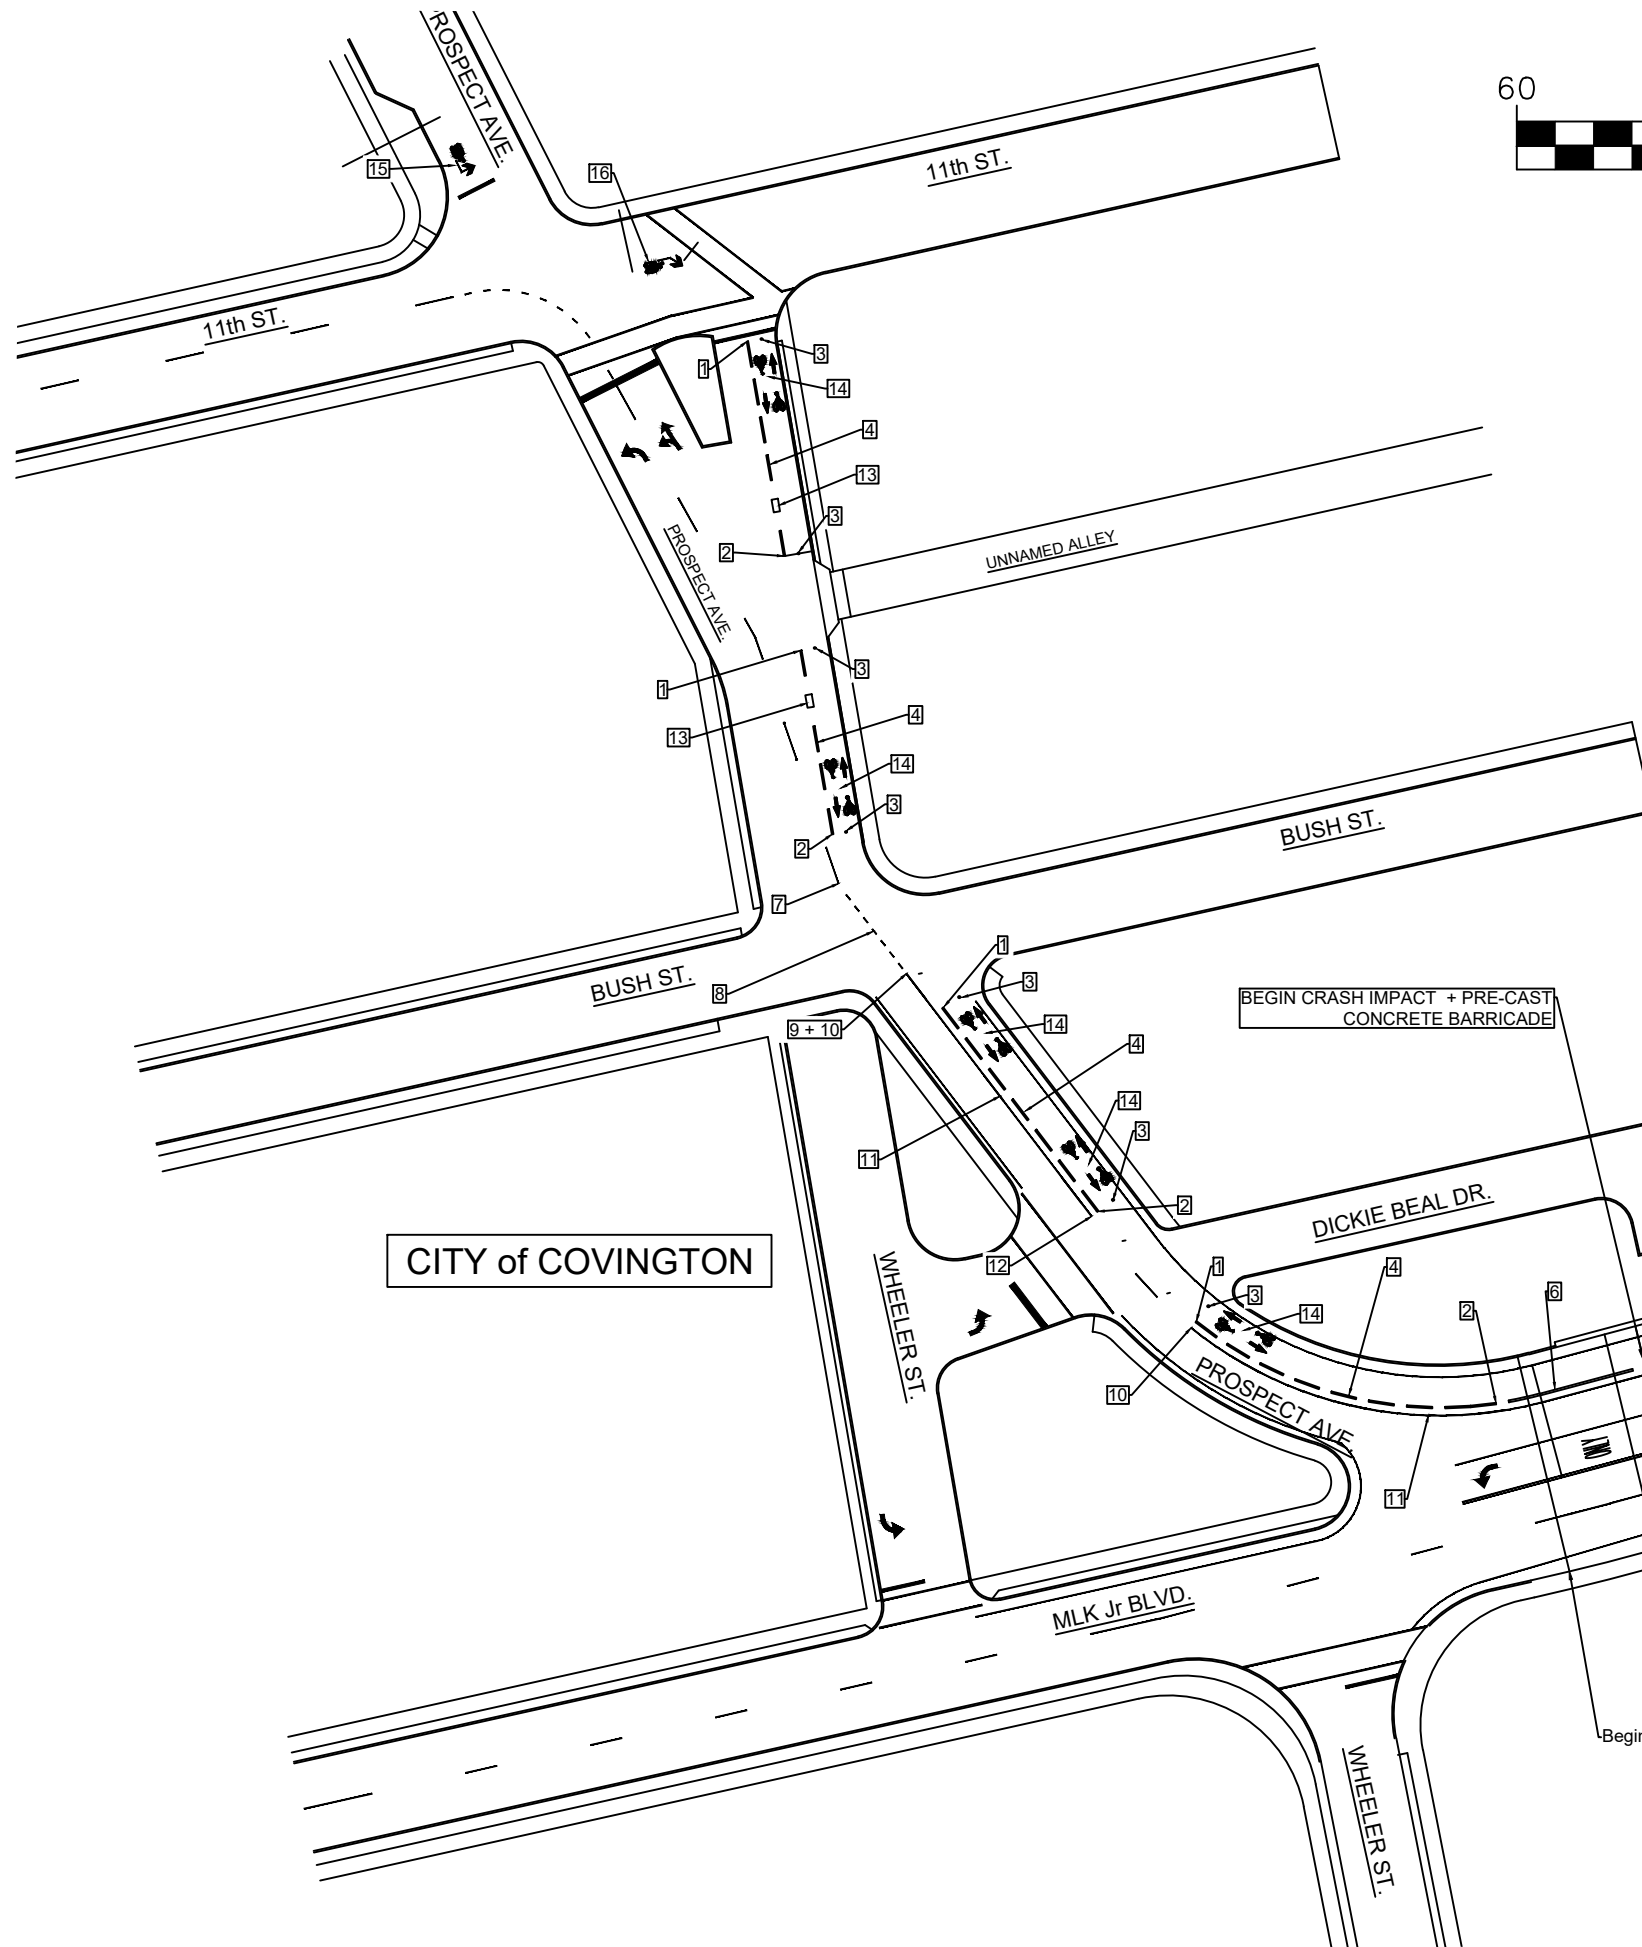 ROSPECT AVE.
60
11th ST.
15
16
11th ST.
3
1
14
4
13
3
2
UNNAMED ALLEY
PROSPECT AVE.
3
1
4
13
14
3
BUSH ST.
2
7
1
3
BUSH ST.
8
BEGIN CRASH IMPACT + PRE-CAST
CONCRETE BARRICADE
9 + 10
14
4
14
3
11
2
DICKIE BEAL DR.
CITY of COVINGTON
12
1
4
3
6
2
14
WHEELER ST.
10
PROSPECT AVE.
ONLY
11
MLK Jr BLVD.
Begin
WHEELER ST.